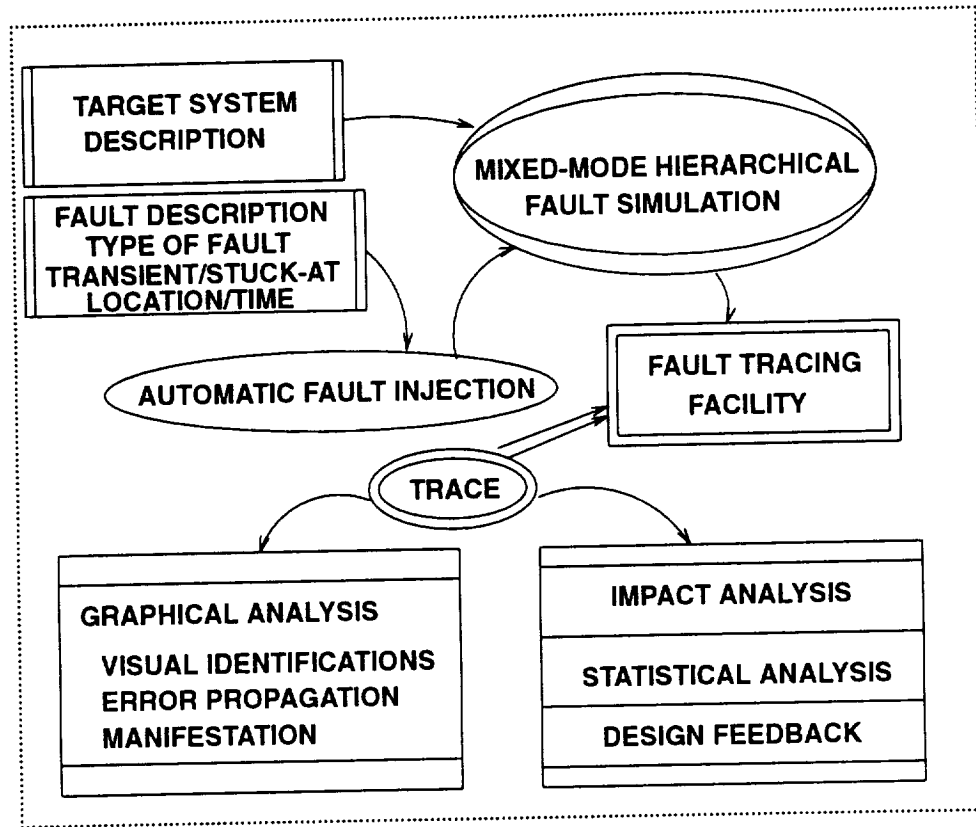 TARGET SYSTEM
DESCRIPTION
FAULT DESCRIPTION
TYPE OF FAULT
TRANSIENT/STUCK-AT
LOCATION/TIME
MIXED-MODE HIERARCHICAL
FAULT SIMULATION
AUTOMATIC FAULT INJECTION
FAULT TRACING
FACILITY
TRACE
GRAPHICAL ANALYSIS
VISUAL IDENTIFICATIONS
ERROR PROPAGATION
MANIFESTATION
IMPACT ANALYSIS
STATISTICAL ANALYSIS
DESIGN FEEDBACK